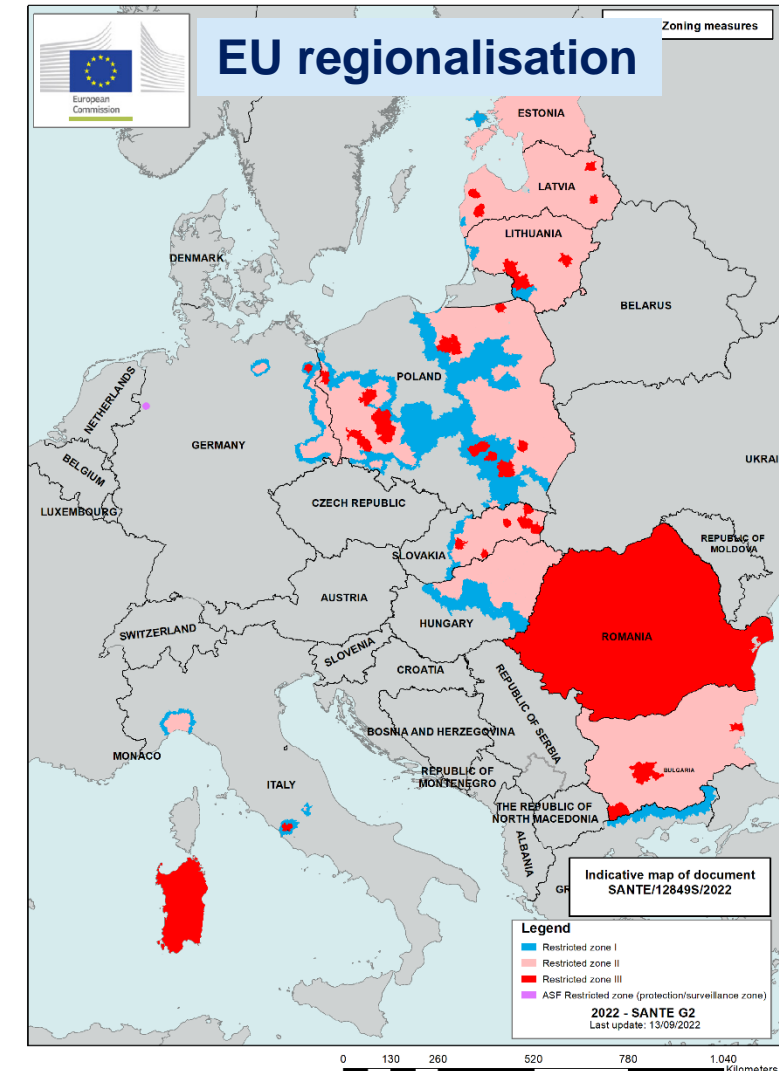 EU regionalisation
Zoning measures
European
Commission
ESTONIA
LATVIA
LITHUANIA
DENMARK
BELARUS
POLAND
NETHERLANDS
GERMANY
BELGIUM
LUXEMBOURG
CZECH REPUBLIC
SLOVAKIA
REPUBLIC OF
MOLDOVA
AUSTRIA
HUNGARY
SWITZERLAND
SLOVENIA
ROMANIA
CROATIA
REPUBLIC OF SERBIA
BOSNIA AND HERZEGOVINA
MONACO
BULGARIA
REPUBLIC OF
MONTENEGRO
ITALY
THE REPUBLIC OF
NORTH MACEDONIA
ALBANIA
Indicative map of document
SANTE/12849S/2022
Legend
Restricted zone I
Restricted zone II
Restricted zone III
ASF Restricted zone (protection/surveillance zone)
2022 - SANTE G2
Last update: 13/09/2022
0 130 260 520 780 1.040
Kilometers